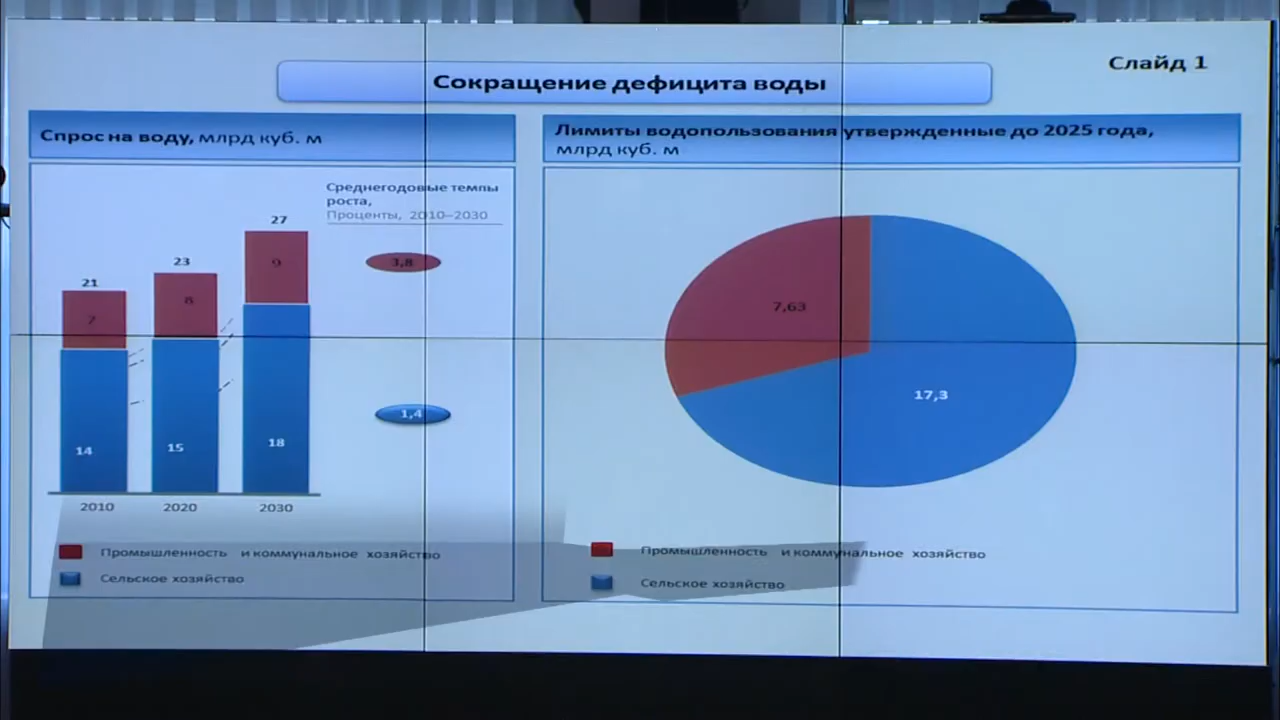 Слайд 1
Сокращение дефицита воды
Спрос на воду, млрд куб. м
Среднегодовые темпы
роста,
Проценты, 2010–2030
27
23
21
9
8
7
3,8
1,4
14
15
18
2010
2020
2030
Промышленность и коммунальное хозяйство
Сельское хозяйство
Лимиты водопользования утвержденные до 2025 года,
млрд куб. м
7,63
17,3
Промышленность и коммунальное хозяйство
Сельское хозяйство